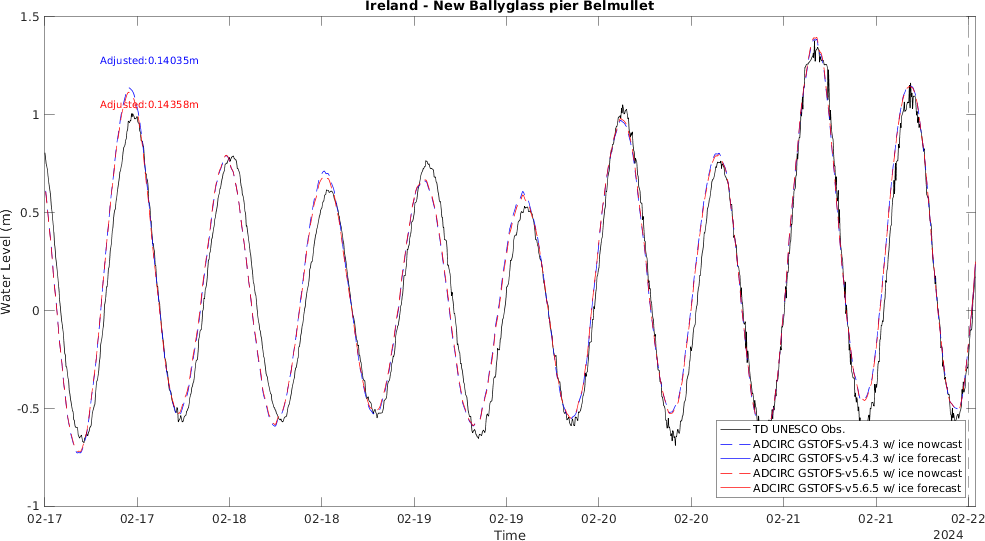 Ireland - New Ballyglass pier Belmullet
1.5
Adjusted:0.14035m
Adjusted:0.14358m
1
0.5
0
-0.5
-1
Water Level (m)
TD UNESCO Obs.
ADCIRC GSTOFS-v5.4.3 w/ ice nowcast
ADCIRC GSTOFS-v5.4.3 w/ ice forecast
ADCIRC GSTOFS-v5.6.5 w/ ice nowcast
ADCIRC GSTOFS-v5.6.5 w/ ice forecast
02-17 02-17 02-18 02-18 02-19 02-19 02-20 02-20 02-21 02-21 02-22
Time
2024